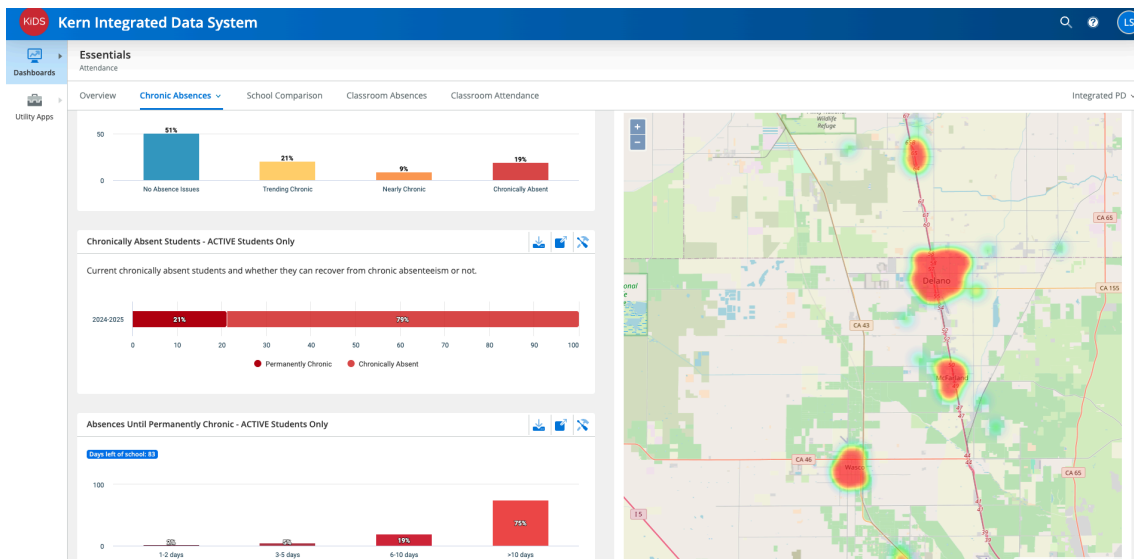 KiDS Kern Integrated Data System
LS
Dashboards
Utility Apps
Essentials
Attendance
Overview Chronic Absences School Comparison Classroom Absences Classroom Attendance Integrated PD
50
0
51%
21%
9%
19%
No Absence Issues Trending Chronic Nearly Chronic Chronically Absent
Chronically Absent Students - ACTIVE Students Only
Current chronically absent students and whether they can recover from chronic absenteeism or not.
2024-2025 21% 79%
0 10 20 30 40 50 60 70 80 90 100
Permanently Chronic Chronically Absent
Absences Until Permanently Chronic - ACTIVE Students Only
Days left of school: 83
100
0
19%
75%
1-2 days 3-5 days 6-10 days >10 days
+
−
Wildlife
Refuge
CA 65
Delano
CA 155
CA 43
McFarland
CA 46
Wasco
CA 65
I 5